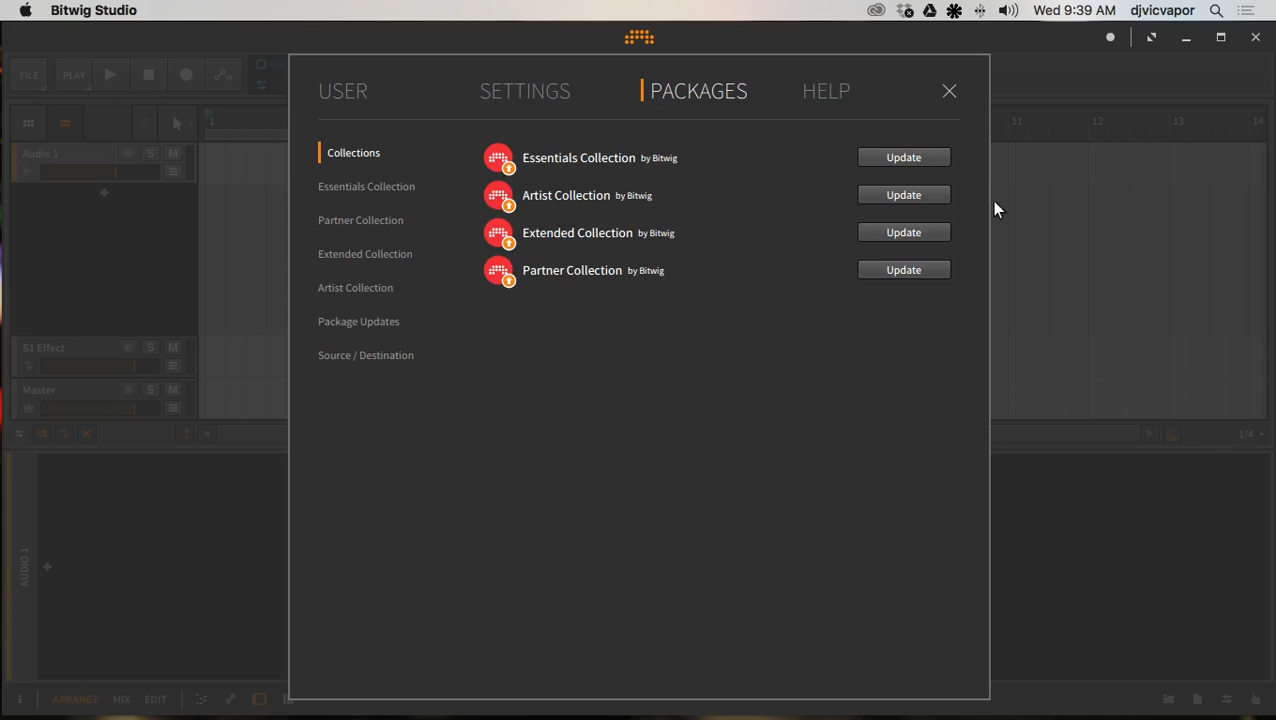 Bitwig Studio
Wed 9:39 AM djvicvapor
FILE PLAY
USER SETTINGS PACKAGES HELP
1 11 12 13 14
Collections
Essentials Collection
Partner Collection
Extended Collection
Artist Collection
Package Updates
Source / Destination
Essentials Collection by Bitwig Update
Artist Collection by Bitwig Update
Extended Collection by Bitwig Update
Partner Collection by Bitwig Update
Audio 1 S M
S1 Effect S M
Master S M
1/4
AUDIO 1
ARRANGE MIX EDIT